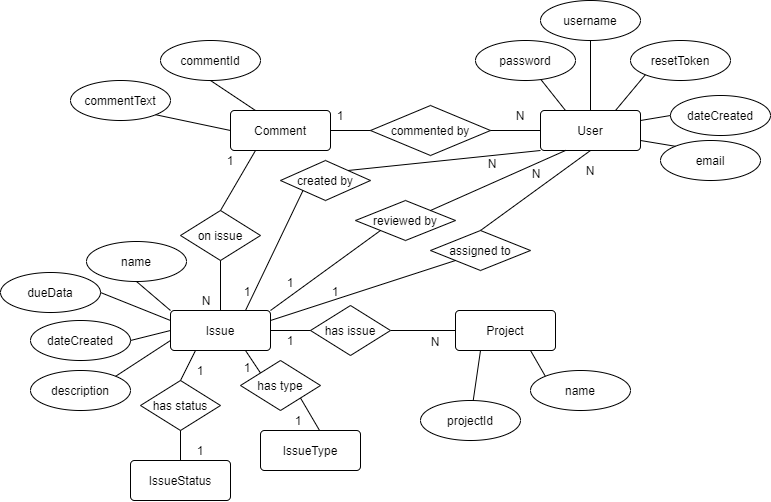 username
commentId
password
resetToken
commentText
dateCreated
1
N
Comment
commented by
User
email
1
N
created by
N
N
reviewed by
on issue
assigned to
name
dueData
1
1
1
N
Issue
has issue
Project
dateCreated
1
N
1
1
has type
description
name
has status
projectId
1
1
IssueType
IssueStatus